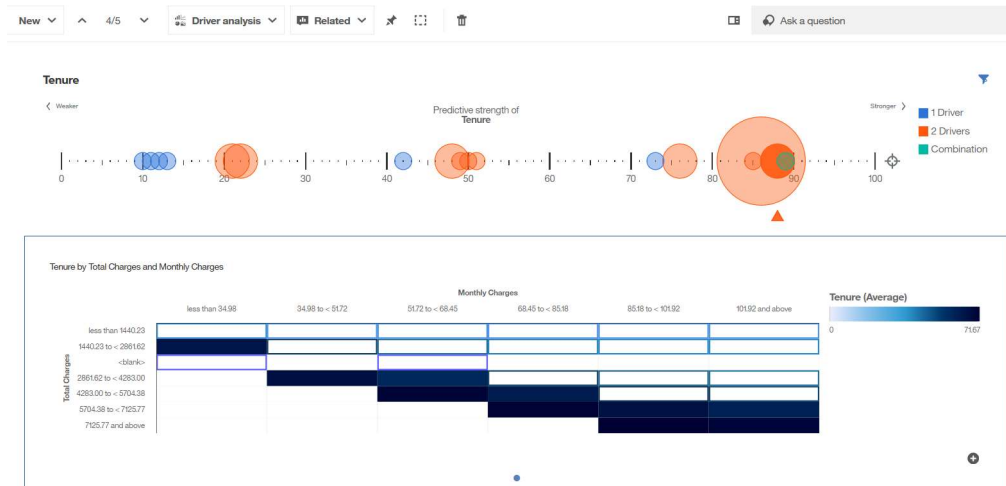 New 4/5 Driver analysis Related Ask a question
Tenure
Weaker Predictive strength of Stronger
Tenure
1 Driver
2 Drivers
Combination
0 10 20 30 40 50 60 70 80 90 100
Tenure by Total Charges and Monthly Charges
Monthly Charges
less than 34.98 34.98 to < 51.72 51.72 to < 68.45 68.45 to < 85.18 85.18 to < 101.92 101.92 and above
Total Charges
less than 1440.23
1440.23 to < 2861.62
<blank>
2861.62 to < 4283.00
4283.00 to < 5704.38
5704.38 to < 7125.77
7125.77 and above
Tenure (Average)
0 71.67